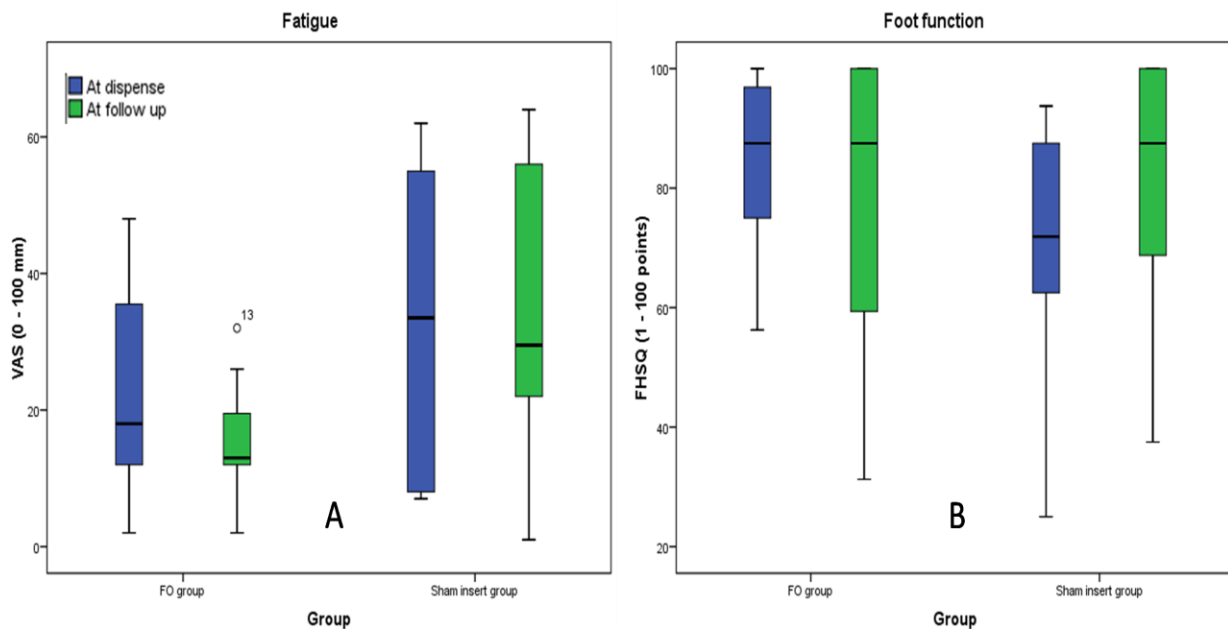 Fatigue
At dispense
At follow up
VAS (0 - 100 mm)
60
40
20
0
13
A
FO group
Sham insert group
Group
Foot function
FHSQ (1 - 100 points)
100
80
60
40
20
B
FO group
Sham insert group
Group